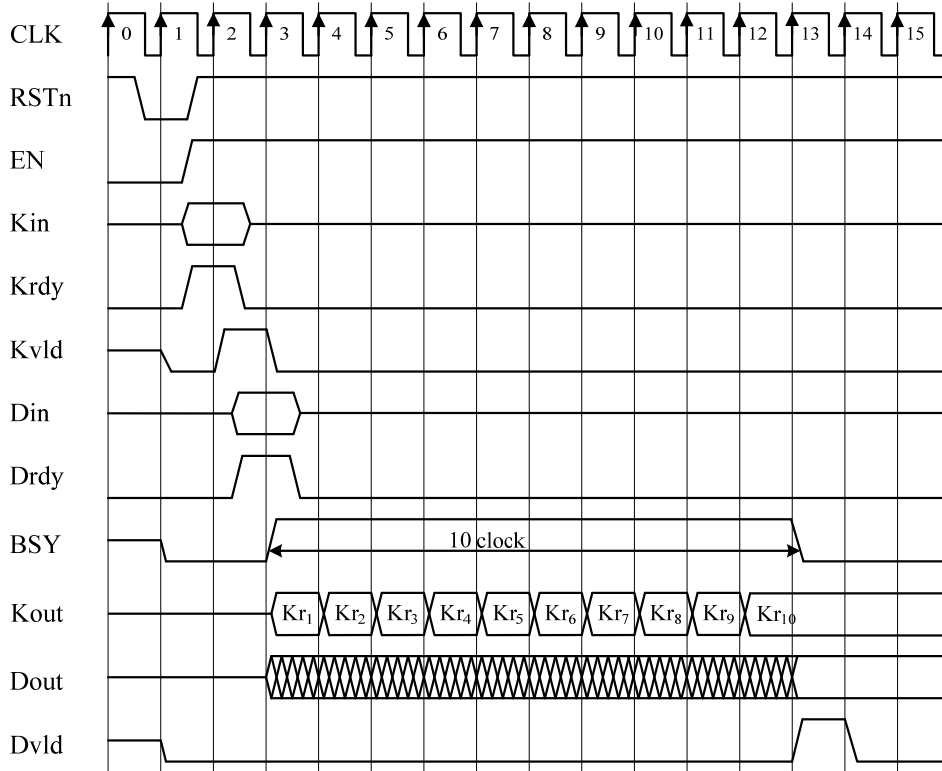 CLK 0 1 2 3 4 5 6 7 8 9 10 11 12 13 14 15
RSTn
EN
Kin
Krdy
Kvld
Din
Drdy
BSY 10 clock
Kout Kr₁ Kr₂ Kr₃ Kr₄ Kr₅ Kr₆ Kr₇ Kr₈ Kr₉ Kr₁₀
Dout
Dvld